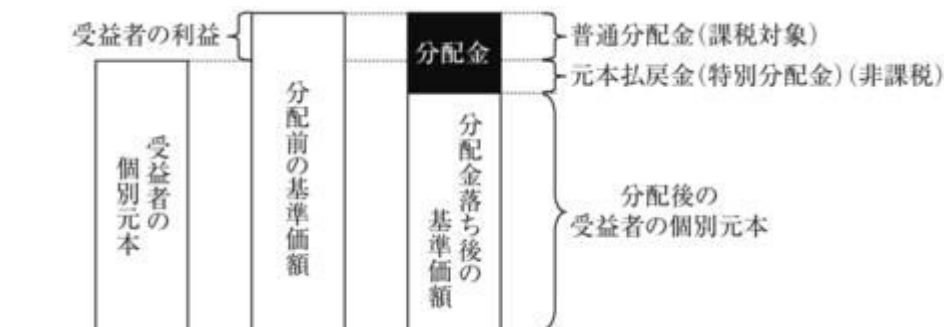 受益者の利益
分配金
普通分配金(課税対象)
元本払戻金(特別分配金)(非課税)
受益者の
個別元本
分配前の基準価額
分配金落ち後の
基準価額
分配後の
受益者の個別元本